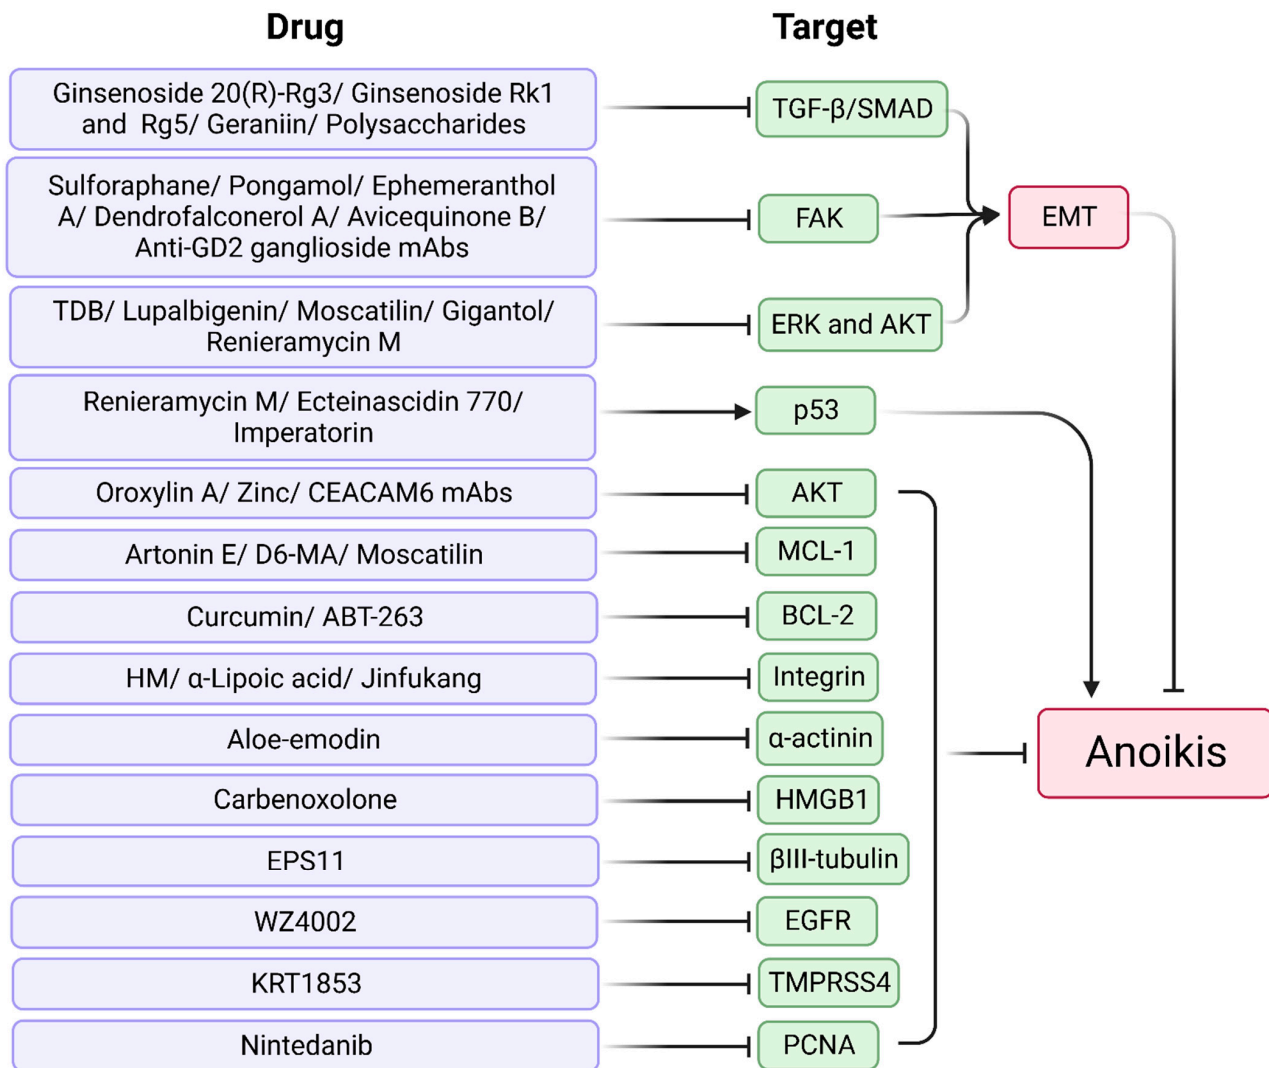 Drug
Target
Ginsenoside 20(R)-Rg3/ Ginsenoside Rk1
and Rg5/ Geraniin/ Polysaccharides
TGF-β/SMAD
Sulforaphane/ Pongamol/ Ephemeranthol
A/ Dendrofalconerol A/ Avicequinone B/
Anti-GD2 ganglioside mAbs
FAK
EMT
TDB/ Lupalbigenin/ Moscatilin/ Gigantol/
Renieramycin M
ERK and AKT
Renieramycin M/ Ecteinascidin 770/
Imperatorin
p53
Oroxylin A/ Zinc/ CEACAM6 mAbs
AKT
Artonin E/ D6-MA/ Moscatilin
MCL-1
Curcumin/ ABT-263
BCL-2
HM/ α-Lipoic acid/ Jinfukang
Integrin
Aloe-emodin
α-actinin
Anoikis
Carbenoxolone
HMGB1
EPS11
βIII-tubulin
WZ4002
EGFR
KRT1853
TMPRSS4
Nintedanib
PCNA